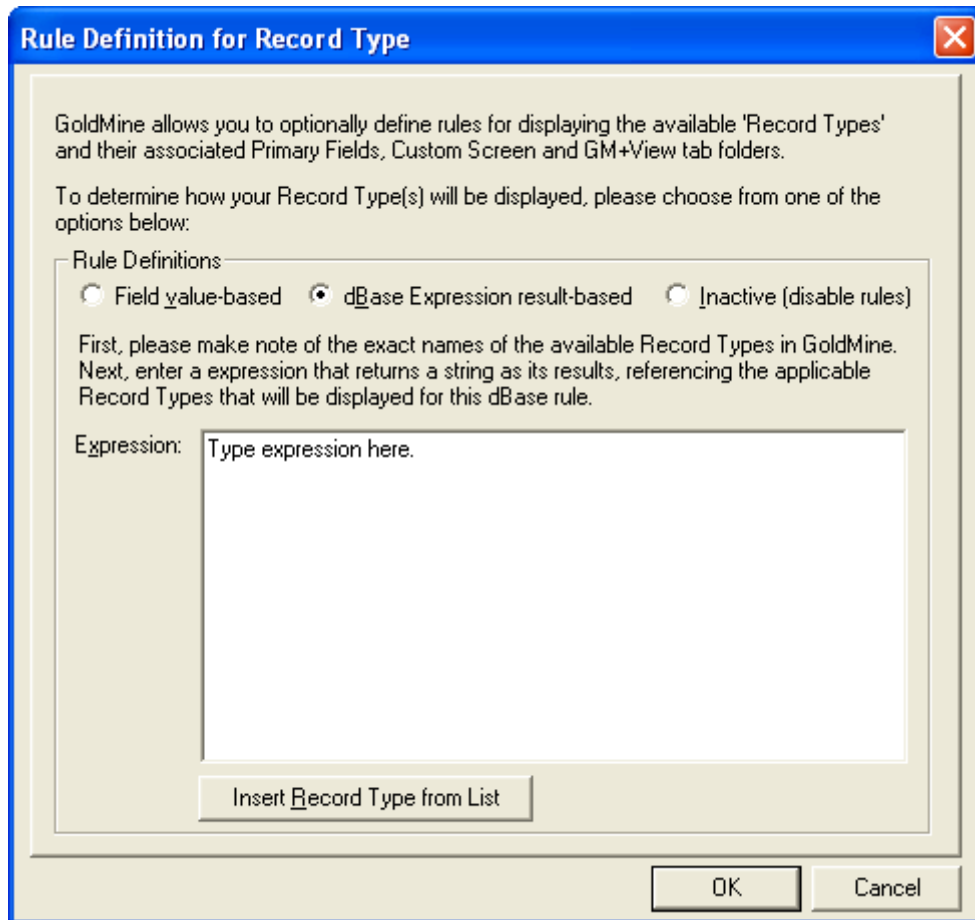 Rule Definition for Record Type
GoldMine allows you to optionally define rules for displaying the available 'Record Types'
and their associated Primary Fields, Custom Screen and GM+View tab folders.
To determine how your Record Type(s) will be displayed, please choose from one of the
options below:
Rule Definitions
Field value-based dBase Expression result-based Inactive (disable rules)
First, please make note of the exact names of the available Record Types in GoldMine.
Next, enter a expression that returns a string as its results, referencing the applicable
Record Types that will be displayed for this dBase rule.
Expression: Type expression here.
Insert Record Type from List
OK Cancel